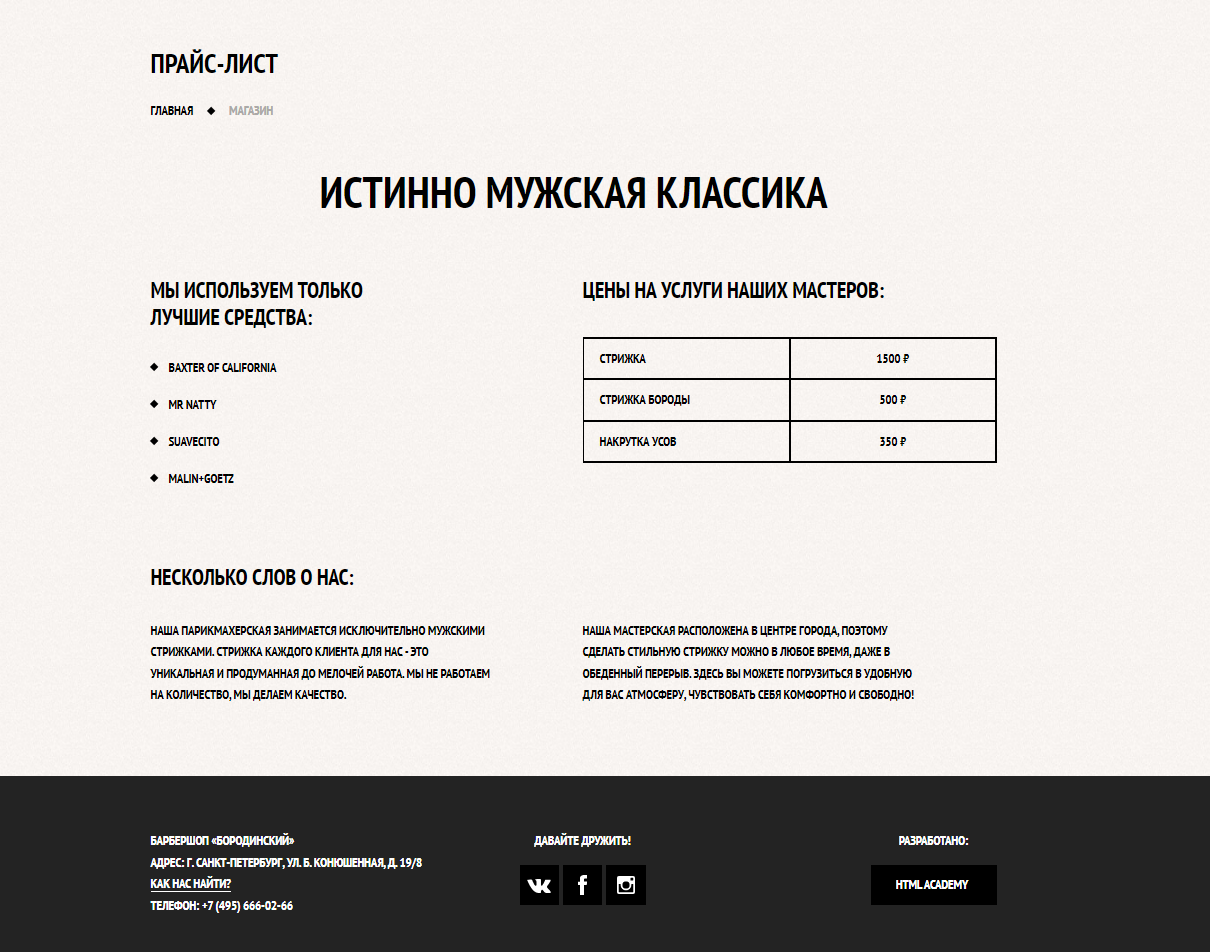 ПРАЙС-ЛИСТ
ГЛАВНАЯ ◆ МАГАЗИН
ИСТИННО МУЖСКАЯ КЛАССИКА
МЫ ИСПОЛЬЗУЕМ ТОЛЬКО
ЛУЧШИЕ СРЕДСТВА:
BAXTER OF CALIFORNIA
MR NATTY
SUAVECITO
MALIN+GOETZ
ЦЕНЫ НА УСЛУГИ НАШИХ МАСТЕРОВ:
СТРИЖКА 1500 ₽
СТРИЖКА БОРОДЫ 500 ₽
НАКРУТКА УСОВ 350 ₽
НЕСКОЛЬКО СЛОВ О НАС:
НАША ПАРИКМАХЕРСКАЯ ЗАНИМАЕТСЯ ИСКЛЮЧИТЕЛЬНО МУЖСКИМИ
СТРИЖКАМИ. СТРИЖКА КАЖДОГО КЛИЕНТА ДЛЯ НАС - ЭТО
УНИКАЛЬНАЯ И ПРОДУМАННАЯ ДО МЕЛОЧЕЙ РАБОТА. МЫ НЕ РАБОТАЕМ
НА КОЛИЧЕСТВО, МЫ ДЕЛАЕМ КАЧЕСТВО.
НАША МАСТЕРСКАЯ РАСПОЛОЖЕНА В ЦЕНТРЕ ГОРОДА, ПОЭТОМУ
СДЕЛАТЬ СТИЛЬНУЮ СТРИЖКУ МОЖНО В ЛЮБОЕ ВРЕМЯ, ДАЖЕ В
ОБЕДЕННЫЙ ПЕРЕРЫВ. ЗДЕСЬ ВЫ МОЖЕТЕ ПОГРУЗИТЬСЯ В УДОБНУЮ
ДЛЯ ВАС АТМОСФЕРУ, ЧУВСТВОВАТЬ СЕБЯ КОМФОРТНО И СВОБОДНО!
БАРБЕРШОП «БОРОДИНСКИЙ»
АДРЕС: Г. САНКТ-ПЕТЕРБУРГ, УЛ. Б. КОНЮШЕННАЯ, Д. 19/8
КАК НАС НАЙТИ?
ТЕЛЕФОН: +7 (495) 666-02-66
ДАВАЙТЕ ДРУЖИТЬ!
РАЗРАБОТАНО:
HTML ACADEMY